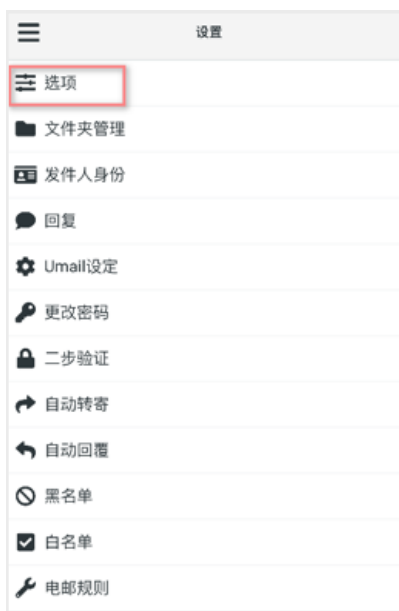 设置
选项
文件夹管理
发件人身份
回复
Umail设定
更改密码
二步验证
自动转寄
自动回覆
黑名单
白名单
电邮规则